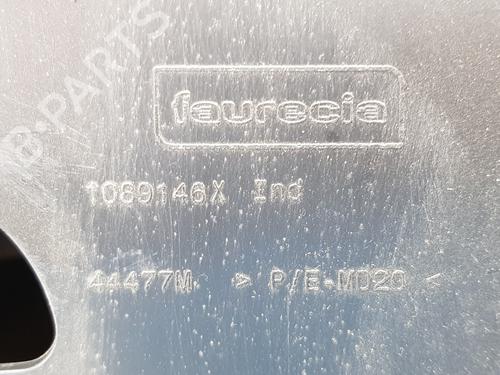 B-PARTS
faurecia
1089146X Ind
44477M > P/E-MD20 <